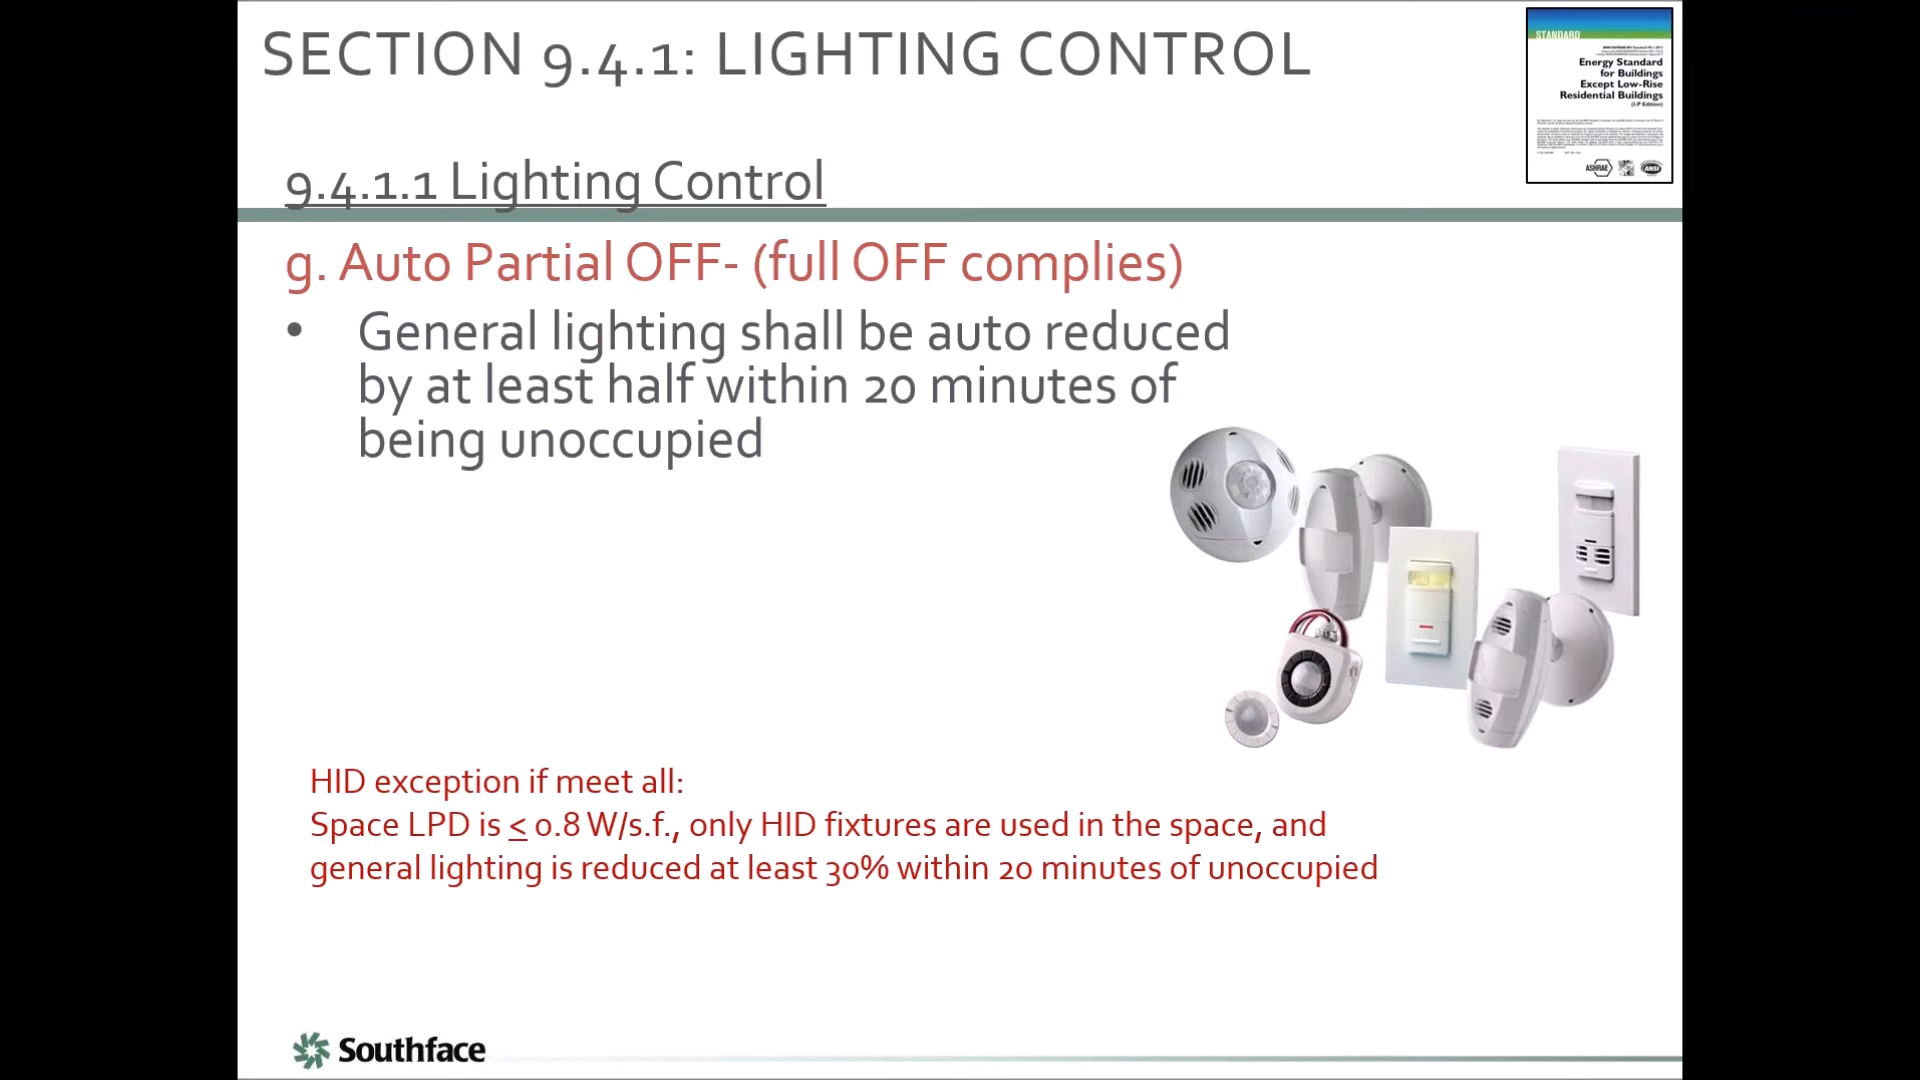 SECTION 9.4.1: LIGHTING CONTROL
STANDARD
Energy Standard
for Buildings
Except Low-Rise
Residential Buildings
(I-P Edition)
ASHRAE
ANSI
9.4.1.1 Lighting Control
g. Auto Partial OFF- (full OFF complies)
• General lighting shall be auto reduced
by at least half within 20 minutes of
being unoccupied
HID exception if meet all:
Space LPD is ≤ 0.8 W/s.f., only HID fixtures are used in the space, and
general lighting is reduced at least 30% within 20 minutes of unoccupied
Southface